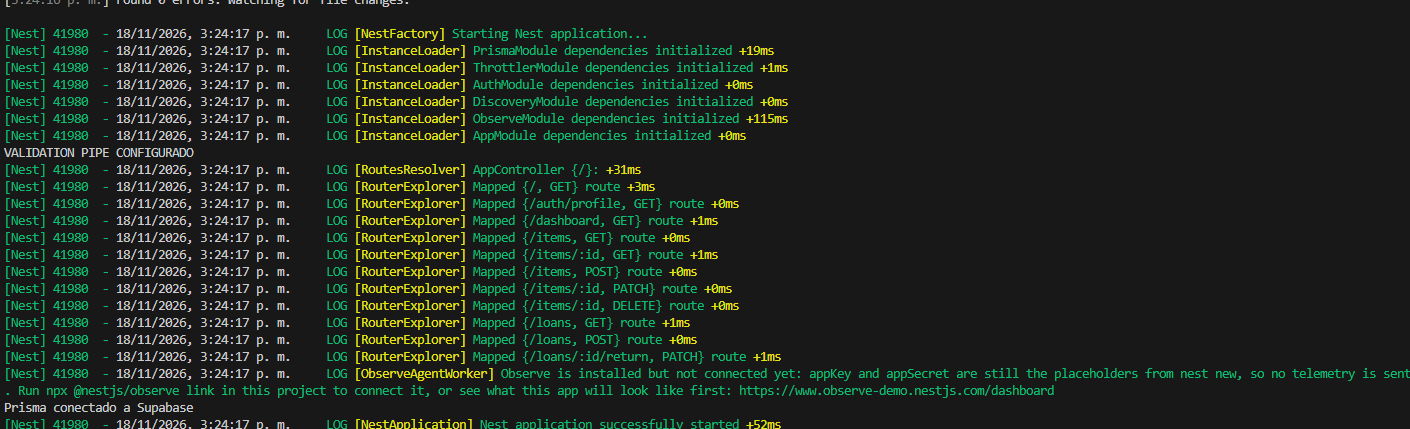 [3:24:16 p. m.] Found 0 errors. Watching for file changes.
[Nest] 41980  - 18/11/2026, 3:24:17 p. m.     LOG [NestFactory] Starting Nest application...
[Nest] 41980  - 18/11/2026, 3:24:17 p. m.     LOG [InstanceLoader] PrismaModule dependencies initialized +19ms
[Nest] 41980  - 18/11/2026, 3:24:17 p. m.     LOG [InstanceLoader] ThrottlerModule dependencies initialized +1ms
[Nest] 41980  - 18/11/2026, 3:24:17 p. m.     LOG [InstanceLoader] AuthModule dependencies initialized +0ms
[Nest] 41980  - 18/11/2026, 3:24:17 p. m.     LOG [InstanceLoader] DiscoveryModule dependencies initialized +0ms
[Nest] 41980  - 18/11/2026, 3:24:17 p. m.     LOG [InstanceLoader] ObserveModule dependencies initialized +115ms
[Nest] 41980  - 18/11/2026, 3:24:17 p. m.     LOG [InstanceLoader] AppModule dependencies initialized +0ms
VALIDATION PIPE CONFIGURADO
[Nest] 41980  - 18/11/2026, 3:24:17 p. m.     LOG [RoutesResolver] AppController {/}: +31ms
[Nest] 41980  - 18/11/2026, 3:24:17 p. m.     LOG [RouterExplorer] Mapped {/, GET} route +3ms
[Nest] 41980  - 18/11/2026, 3:24:17 p. m.     LOG [RouterExplorer] Mapped {/auth/profile, GET} route +0ms
[Nest] 41980  - 18/11/2026, 3:24:17 p. m.     LOG [RouterExplorer] Mapped {/dashboard, GET} route +1ms
[Nest] 41980  - 18/11/2026, 3:24:17 p. m.     LOG [RouterExplorer] Mapped {/items, GET} route +0ms
[Nest] 41980  - 18/11/2026, 3:24:17 p. m.     LOG [RouterExplorer] Mapped {/items/:id, GET} route +1ms
[Nest] 41980  - 18/11/2026, 3:24:17 p. m.     LOG [RouterExplorer] Mapped {/items, POST} route +0ms
[Nest] 41980  - 18/11/2026, 3:24:17 p. m.     LOG [RouterExplorer] Mapped {/items/:id, PATCH} route +0ms
[Nest] 41980  - 18/11/2026, 3:24:17 p. m.     LOG [RouterExplorer] Mapped {/items/:id, DELETE} route +0ms
[Nest] 41980  - 18/11/2026, 3:24:17 p. m.     LOG [RouterExplorer] Mapped {/loans, GET} route +1ms
[Nest] 41980  - 18/11/2026, 3:24:17 p. m.     LOG [RouterExplorer] Mapped {/loans, POST} route +0ms
[Nest] 41980  - 18/11/2026, 3:24:17 p. m.     LOG [RouterExplorer] Mapped {/loans/:id/return, PATCH} route +1ms
[Nest] 41980  - 18/11/2026, 3:24:17 p. m.     LOG [ObserveAgentWorker] Observe is installed but not connected yet: appKey and appSecret are still the placeholders from nest new, so no telemetry is sent
. Run npx @nestjs/observe link in this project to connect it, or see what this app will look like first: https://www.observe-demo.nestjs.com/dashboard
Prisma conectado a Supabase
[Nest] 41980  - 18/11/2026, 3:24:17 p. m.     LOG [NestApplication] Nest application successfully started +52ms